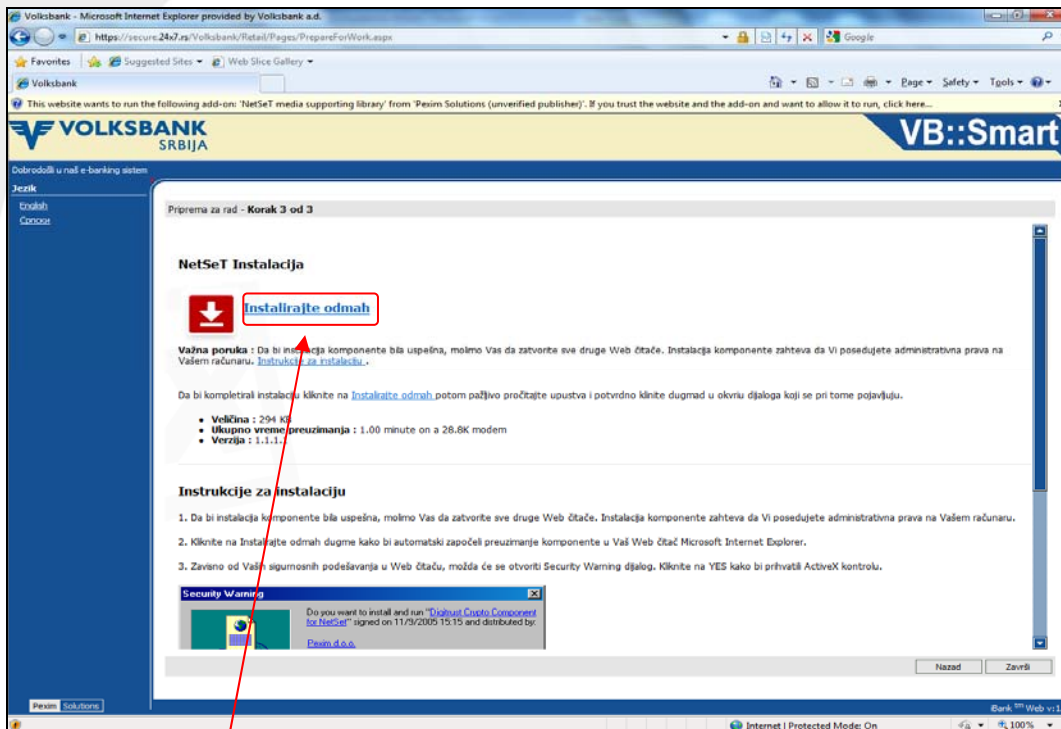 Volksbank - Microsoft Internet Explorer provided by Volksbank a.d.
https://secure.24x7.rs/Volksbank/Retail/Pages/PrepareForWork.aspx
Google
Favorites Suggested Sites Web Slice Gallery
Volksbank
Page Safety Tools
This website wants to run the following add-on: 'NetSeT media supporting library' from 'Pexim Solutions (unverified publisher)'. If you trust the website and the add-on and want to allow it to run, click here...
VOLKSBANK
SRBIJA
VB::Smart
Dobrodošli u naš e-banking sistem
Jezik
English
Српски
Priprema za rad - Korak 3 od 3
NetSeT Instalacija
Instalirajte odmah
Važna poruka : Da bi instalacija komponente bila uspešna, molmo Vas da zatvorite sve druge Web čitače. Instalacija komponente zahteva da Vi posedujete administrativna prava na
Vašem računaru. Instrukcije za instalaciju .
Da bi kompletirali instalaciju kliknite na Instaliraite odmah potom pažljivo pročitajte upustva i potvrdno klinite dugmad u okvriu dijaloga koji se pri tome pojavljuju.
• Veličina : 294 KB
• Ukupno vreme preuzimanja : 1.00 minute on a 28.8K modem
• Verzija : 1.1.1.
Instrukcije za instalaciju
1. Da bi instalacija komponente bila uspešna, molmo Vas da zatvorite sve druge Web čitače. Instalacija komponente zahteva da Vi posedujete administrativna prava na Vašem računaru.
2. Kliknite na Instalirajte odmah dugme kako bi automatski započeli preuzimanje komponente u Vaš Web čitač Microsoft Internet Explorer.
3. Zavisno od Vaših sigurnosnih podešavanja u Web čitaču, možda će se otvoriti Security Warning dijalog. Kliknite na YES kako bi prihvatili ActiveX kontrolu.
Security Warning
Do you want to install and run "Digitrust Crypto Component
for NetSet" signed on 11/9/2005 15:15 and distributed by:
Pexim d.o.o.
Nazad Završi
Pexim Solutions
iBank ™ Web v:1
Internet | Protected Mode: On 100%